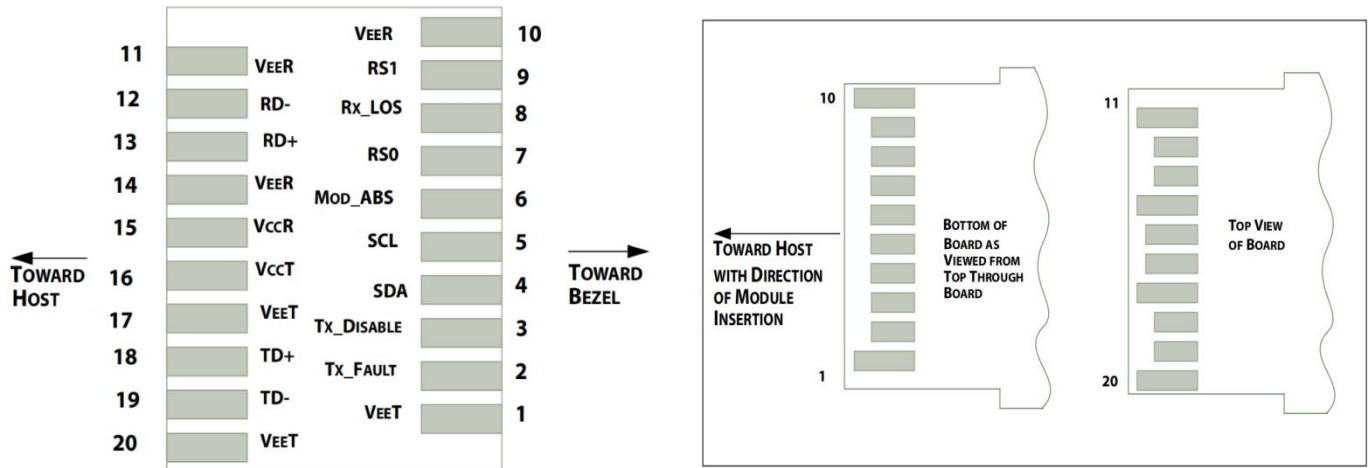 11
VEER
12
RD-
13
RD+
14
VEER
15
VCCR
16
VCCT
17
VEET
18
TD+
19
TD-
20
VEET
TOWARD
HOST
VEER
10
RS1
9
RX_LOS
8
RS0
7
MOD_ABS
6
SCL
5
SDA
4
TX_DISABLE
3
TX_FAULT
2
VEET
1
TOWARD
BEZEL
TOWARD HOST
WITH DIRECTION
OF MODULE
INSERTION
10
1
BOTTOM OF
BOARD AS
VIEWED FROM
TOP THROUGH
BOARD
11
20
TOP VIEW
OF BOARD